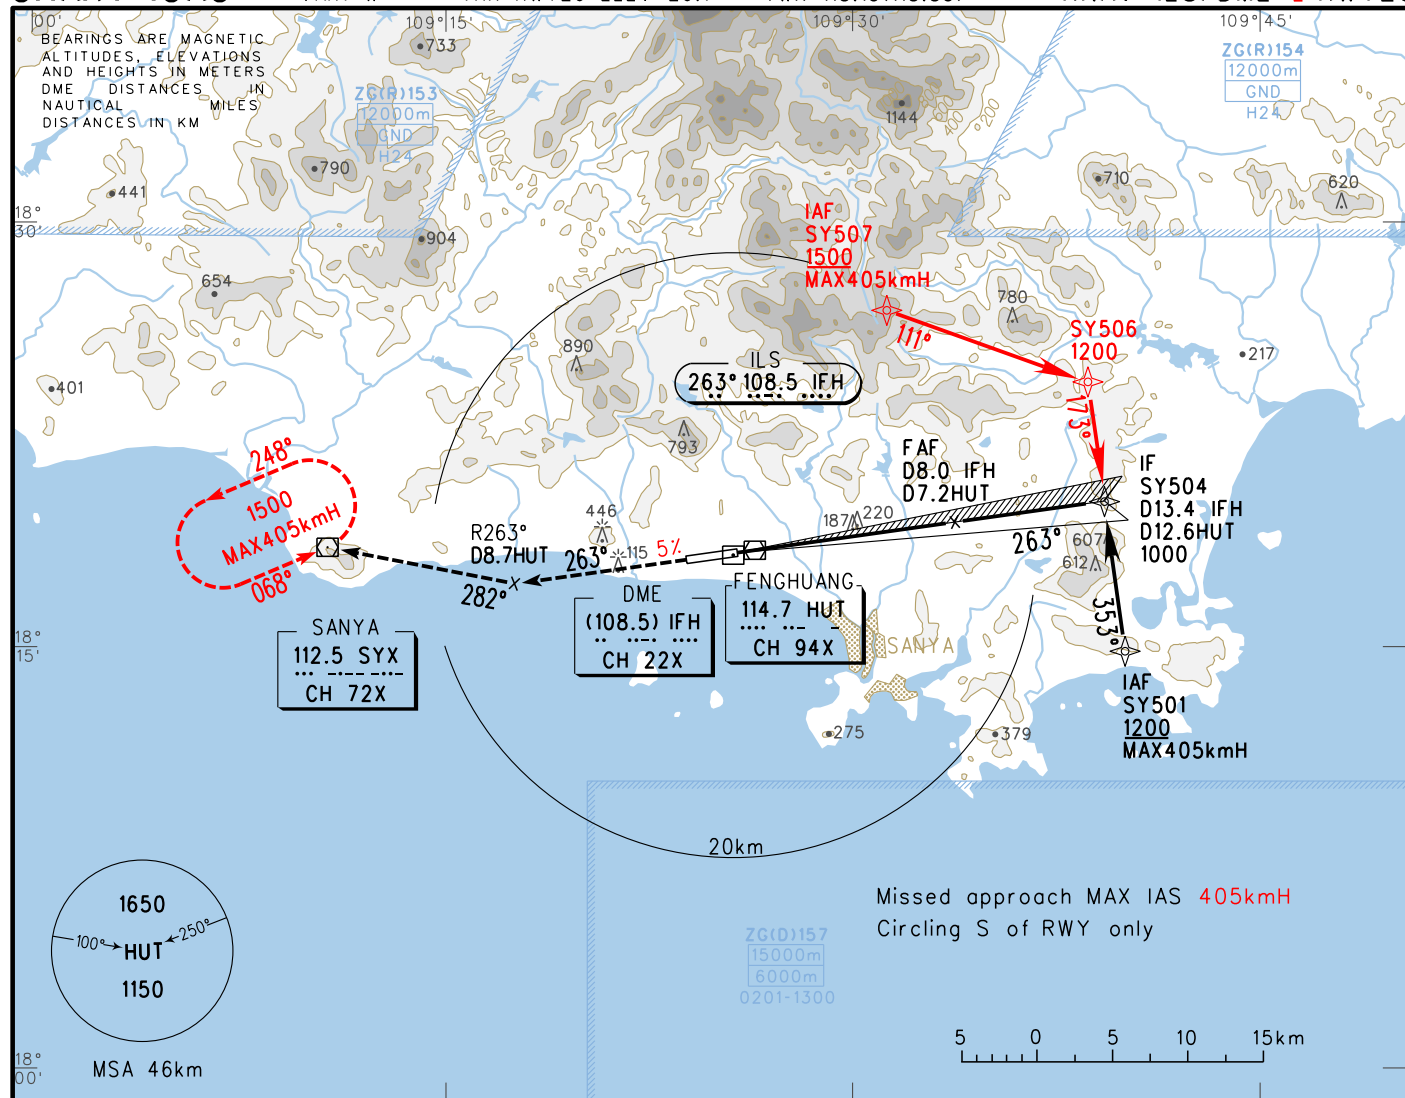 00'
109°15'
109°30'
109°45'
BEARINGS ARE MAGNETIC
ALTITUDES, ELEVATIONS
AND HEIGHTS IN METERS
DME DISTANCES IN
NAUTICAL MILES
DISTANCES IN KM
733
ZG(R)153
12000m
GND
H24
1144
400
200
ZG(R)154
12000m
GND
H24
441
790
710
620
18°
30'
904
IAF
SY507
1500
MAX405kmH
654
780
111°
SY506
1200
890
ILS
263° 108.5 IFH
217
401
173°
793
248°
1500
MAX405kmH
068°
FAF
D8.0 IFH
D7.2HUT
IF
SY504
D13.4 IFH
D12.6HUT
1000
446
187
220
R263°
D8.7HUT
263°
115
5%
263°
607
612
282°
353°
DME
(108.5) IFH
CH 22X
FENGHUANG
114.7 HUT
CH 94X
SANYA
112.5 SYX
CH 72X
18°
15'
SANYA
IAF
SY501
1200
MAX405kmH
275
379
20km
1650
100°
HUT
250°
1150
MSA 46km
Missed approach MAX IAS 405kmH
Circling S of RWY only
ZG(D)157
15000m
6000m
0201-1300
5 0 5 10 15km
18°
00'